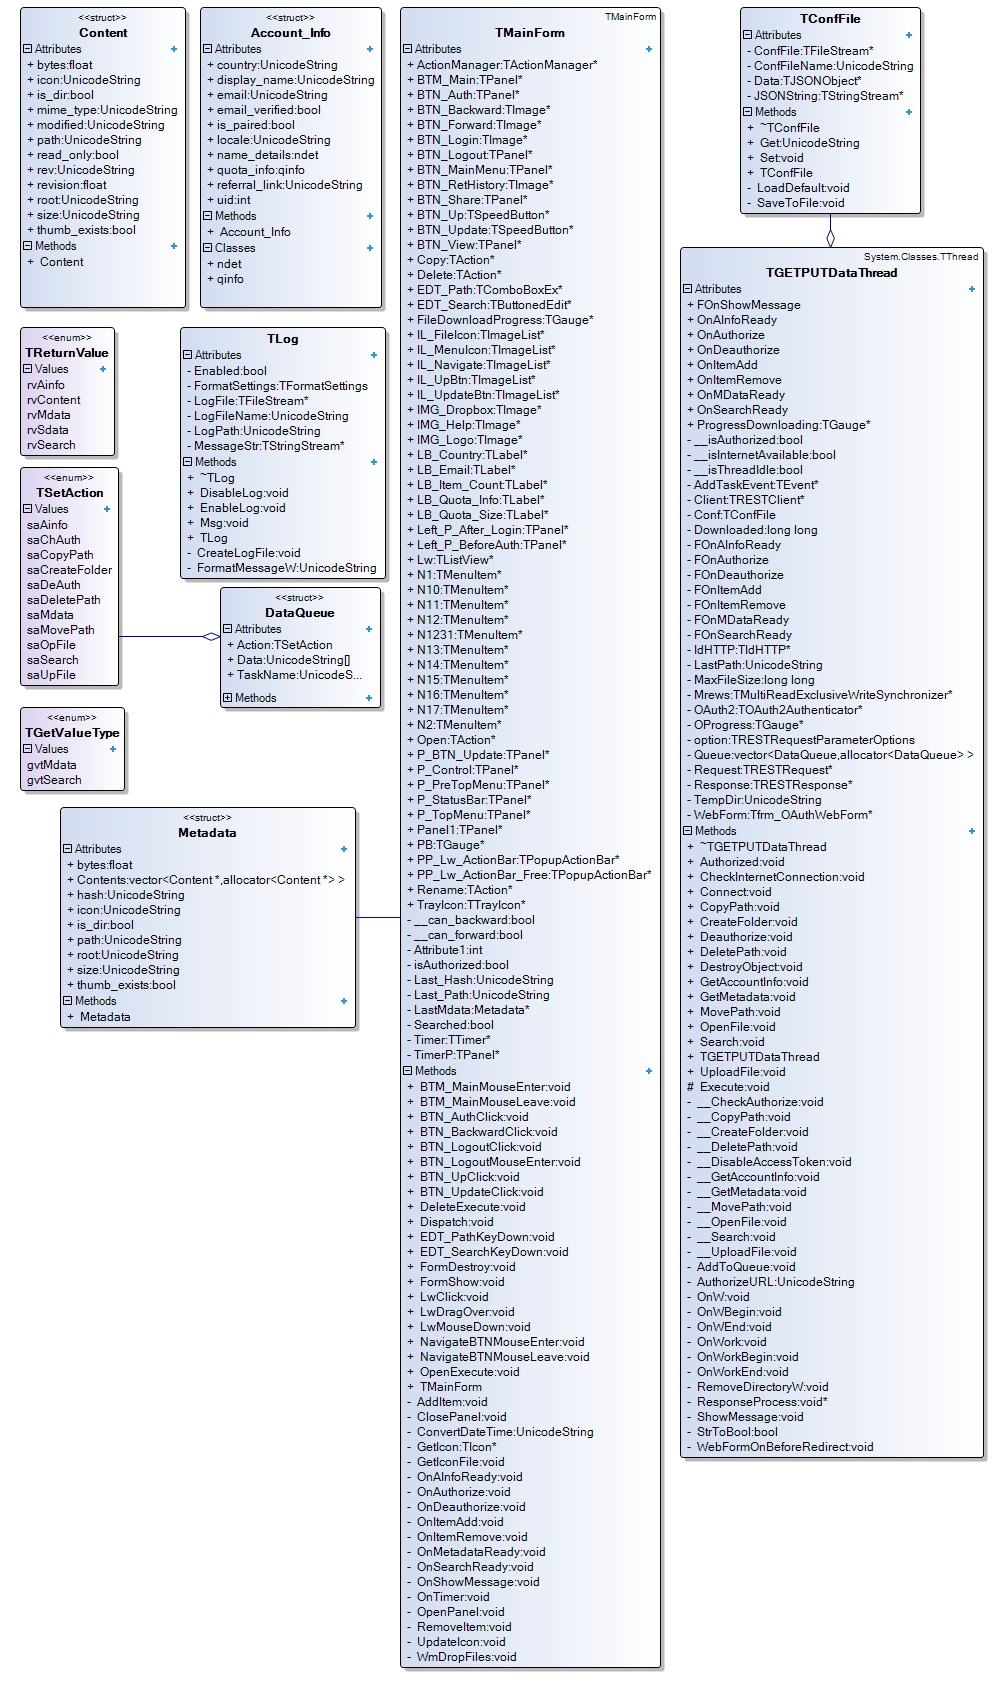 <<struct>>
Content
Attributes
+ bytes:float
+ icon:UnicodeString
+ is_dir:bool
+ mime_type:UnicodeString
+ modified:UnicodeString
+ path:UnicodeString
+ read_only:bool
+ rev:UnicodeString
+ revision:float
+ root:UnicodeString
+ size:UnicodeString
+ thumb_exists:bool
Methods
+ Content
<<struct>>
Account_Info
Attributes
+ country:UnicodeString
+ display_name:UnicodeString
+ email:UnicodeString
+ email_verified:bool
+ is_paired:bool
+ locale:UnicodeString
+ name_details:ndet
+ quota_info:qinfo
+ referral_link:UnicodeString
+ uid:int
Methods
+ Account_Info
Classes
+ ndet
+ qinfo
<<enum>>
TReturnValue
Values
rvAinfo
rvContent
rvMdata
rvSdata
rvSearch
TLog
Attributes
- Enabled:bool
- FormatSettings:TFormatSettings
- LogFile:TFileStream*
- LogFileName:UnicodeString
- LogPath:UnicodeString
- MessageStr:TStringStream*
Methods
+ ~TLog
+ DisableLog:void
+ EnableLog:void
+ Msg:void
+ TLog
- CreateLogFile:void
- FormatMessageW:UnicodeString
<<enum>>
TSetAction
Values
saAinfo
saChAuth
saCopyPath
saCreateFolder
saDeAuth
saDeletePath
saMdata
saMovePath
saOpFile
saSearch
saUpFile
<<struct>>
DataQueue
Attributes
+ Action:TSetAction
+ Data:UnicodeString[]
+ TaskName:UnicodeS...
Methods
<<enum>>
TGetValueType
Values
gvtMdata
gvtSearch
<<struct>>
Metadata
Attributes
+ bytes:float
+ Contents:vector<Content *,allocator<Content *> >
+ hash:UnicodeString
+ icon:UnicodeString
+ is_dir:bool
+ path:UnicodeString
+ root:UnicodeString
+ size:UnicodeString
+ thumb_exists:bool
Methods
+ Metadata
TMainForm
TMainForm
Attributes
+ ActionManager:TActionManager*
+ BTM_Main:TPanel*
+ BTN_Auth:TPanel*
+ BTN_Backward:TImage*
+ BTN_Forward:TImage*
+ BTN_Login:TImage*
+ BTN_Logout:TPanel*
+ BTN_MainMenu:TPanel*
+ BTN_RetHistory:TImage*
+ BTN_Share:TPanel*
+ BTN_Up:TSpeedButton*
+ BTN_Update:TSpeedButton*
+ BTN_View:TPanel*
+ Copy:TAction*
+ Delete:TAction*
+ EDT_Path:TComboBoxEx*
+ EDT_Search:TButtonedEdit*
+ FileDownloadProgress:TGauge*
+ IL_FileIcon:TImageList*
+ IL_MenuIcon:TImageList*
+ IL_Navigate:TImageList*
+ IL_UpBtn:TImageList*
+ IL_UpdateBtn:TImageList*
+ IMG_Dropbox:TImage*
+ IMG_Help:TImage*
+ IMG_Logo:TImage*
+ LB_Country:TLabel*
+ LB_Email:TLabel*
+ LB_Item_Count:TLabel*
+ LB_Quota_Info:TLabel*
+ LB_Quota_Size:TLabel*
+ Left_P_After_Login:TPanel*
+ Left_P_BeforeAuth:TPanel*
+ Lw:TListView*
+ N1:TMenuItem*
+ N10:TMenuItem*
+ N11:TMenuItem*
+ N12:TMenuItem*
+ N1231:TMenuItem*
+ N13:TMenuItem*
+ N14:TMenuItem*
+ N15:TMenuItem*
+ N16:TMenuItem*
+ N17:TMenuItem*
+ N2:TMenuItem*
+ Open:TAction*
+ P_BTN_Update:TPanel*
+ P_Control:TPanel*
+ P_PreTopMenu:TPanel*
+ P_StatusBar:TPanel*
+ P_TopMenu:TPanel*
+ Panel1:TPanel*
+ PB:TGauge*
+ PP_Lw_ActionBar:TPopupActionBar*
+ PP_Lw_ActionBar_Free:TPopupActionBar*
+ Rename:TAction*
+ TrayIcon:TTrayIcon*
- __can_backward:bool
- __can_forward:bool
- Attribute1:int
- isAuthorized:bool
- Last_Hash:UnicodeString
- Last_Path:UnicodeString
- LastMdata:Metadata*
- Searched:bool
- Timer:TTimer*
- TimerP:TPanel*
Methods
+ BTM_MainMouseEnter:void
+ BTM_MainMouseLeave:void
+ BTN_AuthClick:void
+ BTN_BackwardClick:void
+ BTN_LogoutClick:void
+ BTN_LogoutMouseEnter:void
+ BTN_UpClick:void
+ BTN_UpdateClick:void
+ DeleteExecute:void
+ Dispatch:void
+ EDT_PathKeyDown:void
+ EDT_SearchKeyDown:void
+ FormDestroy:void
+ FormShow:void
+ LwClick:void
+ LwDragOver:void
+ LwMouseDown:void
+ NavigateBTNMouseEnter:void
+ NavigateBTNMouseLeave:void
+ OpenExecute:void
+ TMainForm
- AddItem:void
- ClosePanel:void
- ConvertDateTime:UnicodeString
- GetIcon:TIcon*
- GetIconFile:void
- OnAInfoReady:void
- OnAuthorize:void
- OnDeauthorize:void
- OnItemAdd:void
- OnItemRemove:void
- OnMetadataReady:void
- OnSearchReady:void
- OnShowMessage:void
- OnTimer:void
- OpenPanel:void
- RemoveItem:void
- UpdateIcon:void
- WmDropFiles:void
TConfFile
Attributes
- ConfFile:TFileStream*
- ConfFileName:UnicodeString
- Data:TJSONObject*
- JSONString:TStringStream*
Methods
+ ~TConfFile
+ Get:UnicodeString
+ Set:void
+ TConfFile
- LoadDefault:void
- SaveToFile:void
System.Classes.TThread
TGETPUTDataThread
Attributes
+ FOnShowMessage
+ OnAInfoReady
+ OnAuthorize
+ OnDeauthorize
+ OnItemAdd
+ OnItemRemove
+ OnMDataReady
+ OnSearchReady
+ ProgressDownloading:TGauge*
- __isAuthorized:bool
- __isInternetAvailable:bool
- __isThreadIdle:bool
- AddTaskEvent:TEvent*
- Client:TRESTClient*
- Conf:TConfFile
- Downloaded:long long
- FOnAInfoReady
- FOnAuthorize
- FOnDeauthorize
- FOnItemAdd
- FOnItemRemove
- FOnMDataReady
- FOnSearchReady
- IdHTTP:TIdHTTP*
- LastPath:UnicodeString
- MaxFileSize:long long
- Mrews:TMultiReadExclusiveWriteSynchronizer*
- OAuth2:TOAuth2Authenticator*
- OProgress:TGauge*
- option:TRESTRequestParameterOptions
- Queue:vector<DataQueue,allocator<DataQueue> >
- Request:TRESTRequest*
- Response:TRESTResponse*
- TempDir:UnicodeString
- WebForm:Tfrm_OAuthWebForm*
Methods
+ ~TGETPUTDataThread
+ Authorized:void
+ CheckInternetConnection:void
+ Connect:void
+ CopyPath:void
+ CreateFolder:void
+ Deauthorize:void
+ DeletePath:void
+ DestroyObject:void
+ GetAccountInfo:void
+ GetMetadata:void
+ MovePath:void
+ OpenFile:void
+ Search:void
+ TGETPUTDataThread
+ UploadFile:void
# Execute:void
- __CheckAuthorize:void
- __CopyPath:void
- __CreateFolder:void
- __DeletePath:void
- __DisableAccessToken:void
- __GetAccountInfo:void
- __GetMetadata:void
- __MovePath:void
- __OpenFile:void
- __Search:void
- __UploadFile:void
- AddToQueue:void
- AuthorizeURL:UnicodeString
- OnW:void
- OnWBegin:void
- OnWEnd:void
- OnWork:void
- OnWorkBegin:void
- OnWorkEnd:void
- RemoveDirectoryW:void
- ResponseProcess:void*
- ShowMessage:void
- StrToBool:bool
- WebFormOnBeforeRedirect:void